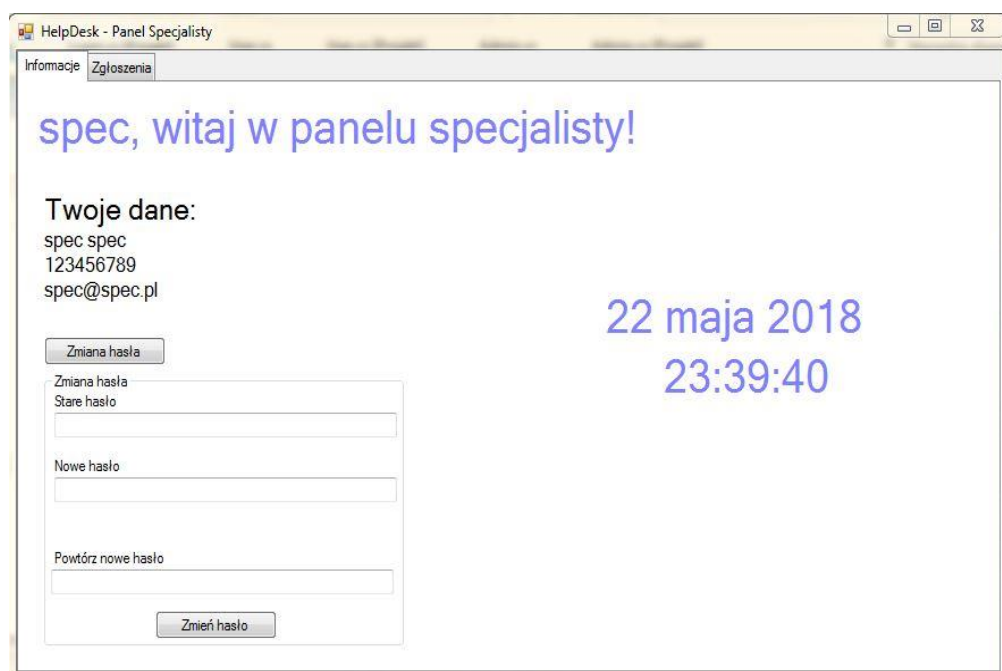 HelpDesk - Panel Specjalisty
Informacje Zgłoszenia
spec, witaj w panelu specjalisty!
Twoje dane:
spec spec
123456789
spec@spec.pl
22 maja 2018
23:39:40
Zmiana hasła
Zmiana hasła
Stare hasło
Nowe hasło
Powtórz nowe hasło
Zmień hasło